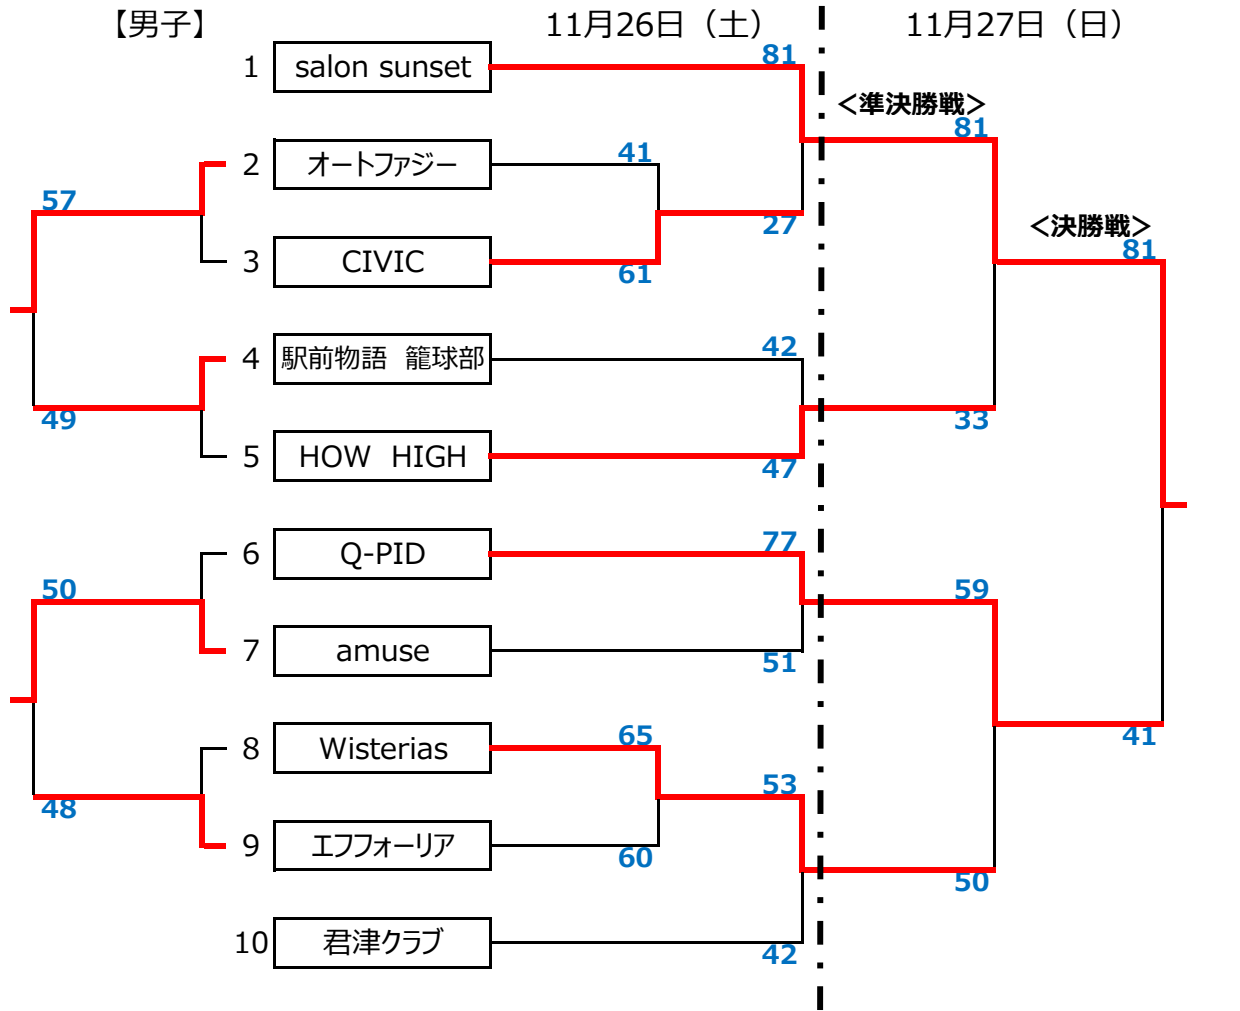 【男子】 11月26日（土） 11月27日（日）
81
1 salon sunset
＜準決勝戦＞
81
41
2 オートファジー
57
27
＜決勝戦＞
81
3 CIVIC
61
42
4 駅前物語　籠球部
49
33
5 HOW　HIGH
47
77
6 Q-PID
50
59
7 amuse
51
65
8 Wisterias
41
53
48
9 エフフォーリア
60
50
10 君津クラブ
42